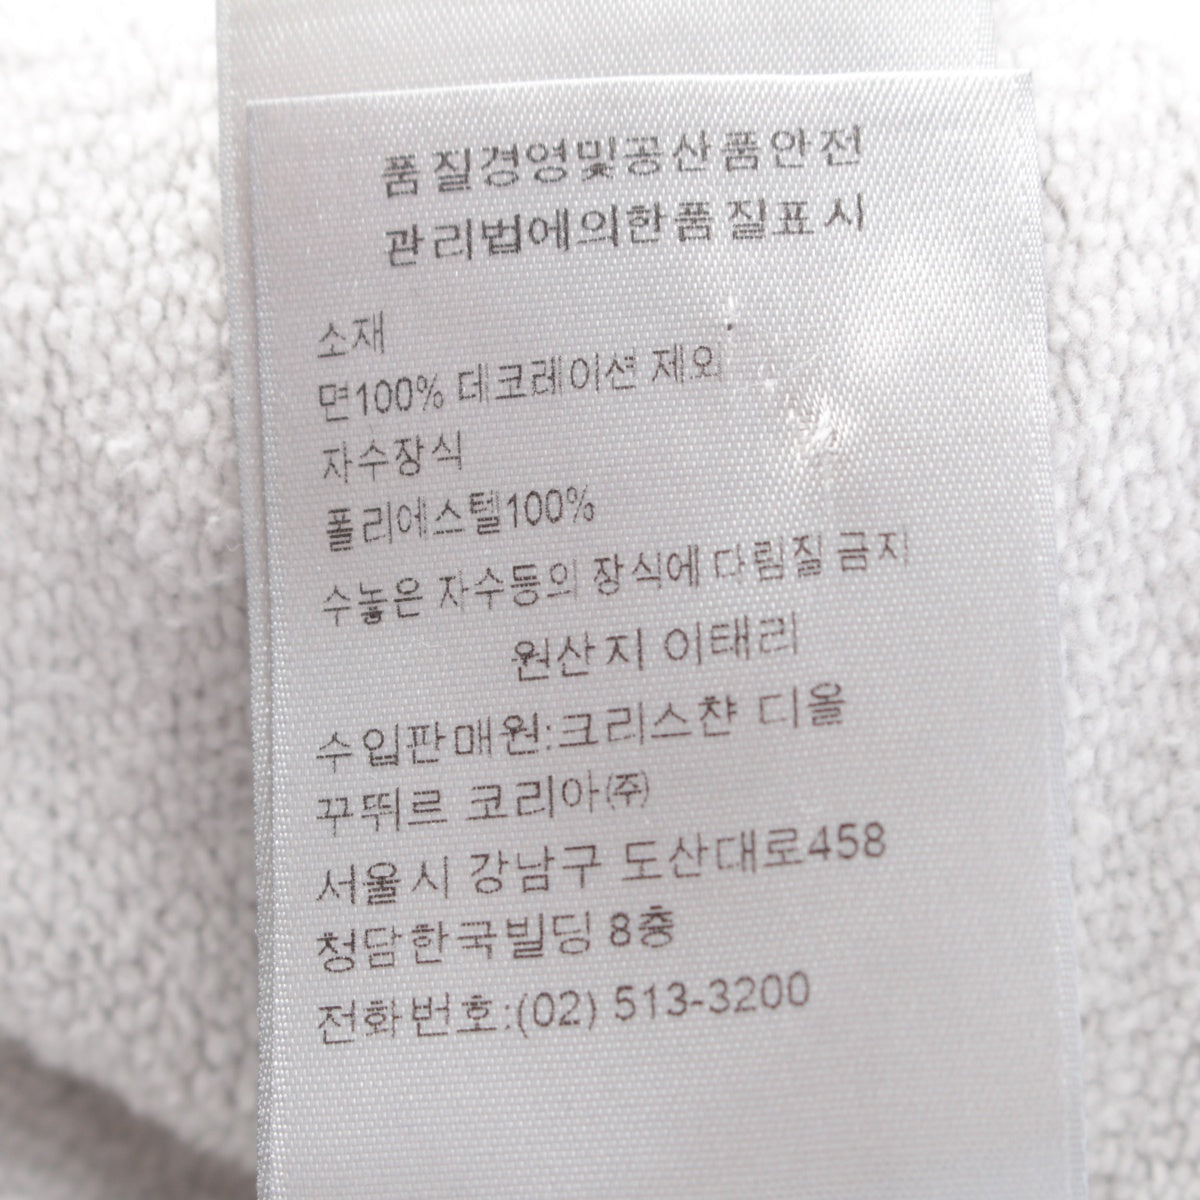 품질경영및공산품안전
관리법에의한품질표시
소재
면100% 데코레이션 제외
자수장식
폴리에스텔100%
수놓은 자수등의 장식에 다림질 금지
원산지 이태리
수입판매원:크리스챤 디올
꾸뛰르 코리아㈜
서울시 강남구 도산대로458
청담한국빌딩 8층
전화번호:(02) 513-3200